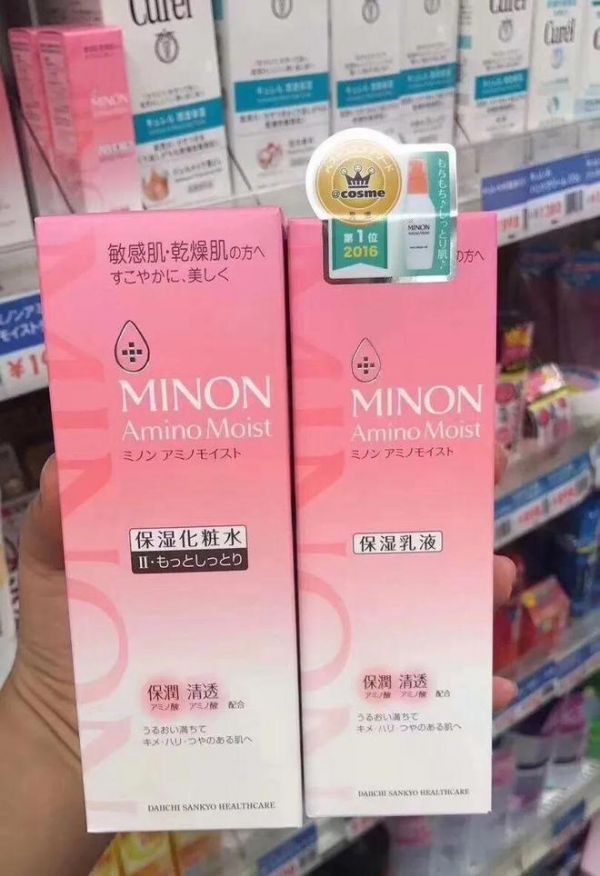 Curél
Curél
MINON
敏感肌・乾燥肌の方へ
すこやかに、美しく
MINON
Amino Moist
ミノン アミノモイスト
保湿化粧水
II・もっとしっとり
保潤 清透
アミノ酸 アミノ酸 配合
うるおい満ちて
キメ・ハリ・つやのある肌へ
DAIICHI SANKYO HEALTHCARE
@cosme
第1位
2016
MINON
もちもち♪しっとり肌♪
の方へ
MINON
Amino Moist
ミノン アミノモイスト
保湿乳液
保潤 清透
アミノ酸 アミノ酸 配合
うるおい満ちて
キメ・ハリ・つやのある肌へ
DAIICHI SANKYO HEALTHCARE